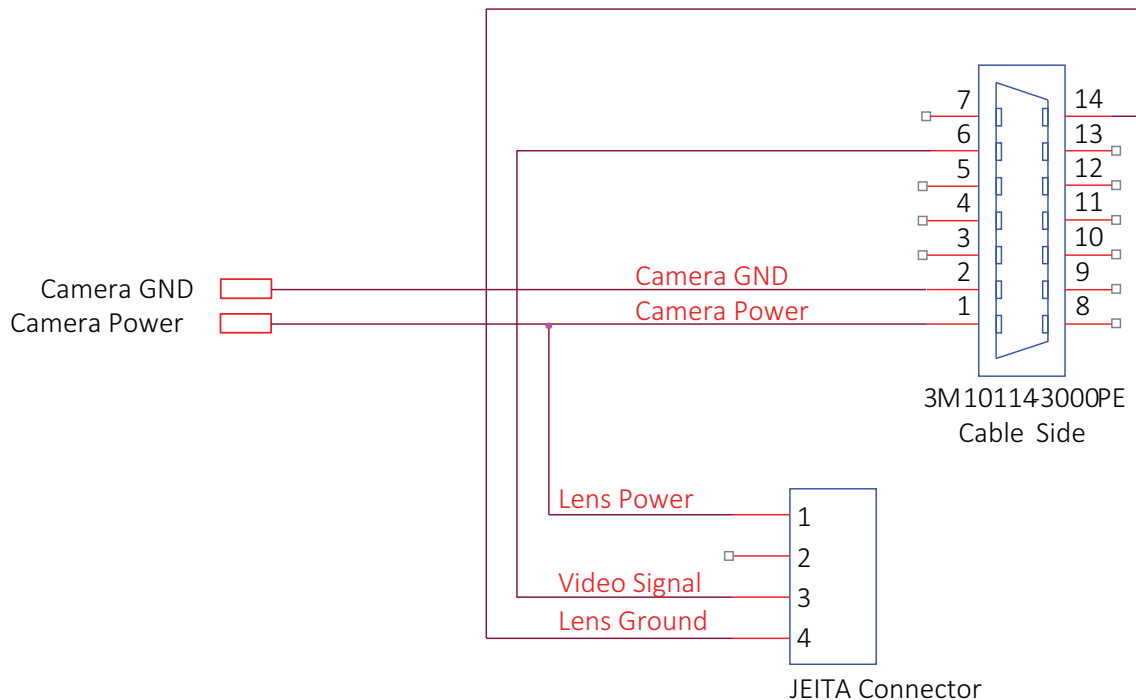 7
14
6
13
5
12
4
11
3
10
Camera GND
Camera GND
2
9
Camera Power
Camera Power
1
8
3M10114-3000PE
Cable Side
Lens Power
1
2
Video Signal
3
Lens Ground
4
JEITA Connector